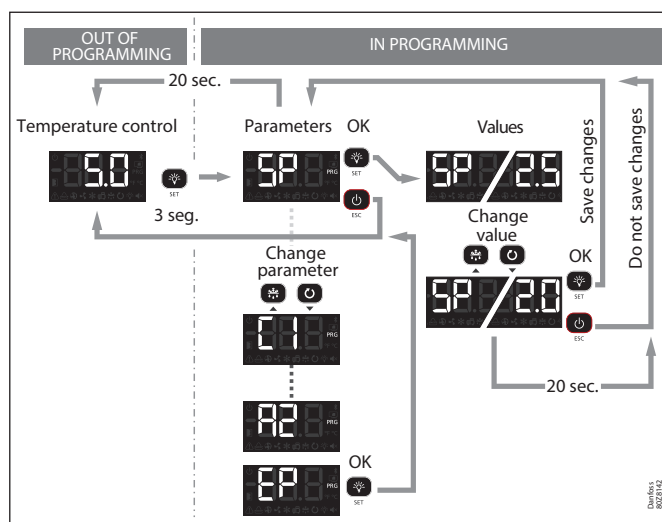 OUT OF
PROGRAMMING
IN PROGRAMMING
20 sec.
Temperature control
Parameters
OK
Values
5.0
SET
3 seg.
SP
PRG
SET
ESC
SP
2.5
Save changes
Do not save changes
Change
value
OK
SP
2.0
SET
ESC
20 sec.
Change
parameter
C1
PRG
A2
PRG
EP
PRG
OK
SET
Danfoss
80Z8142